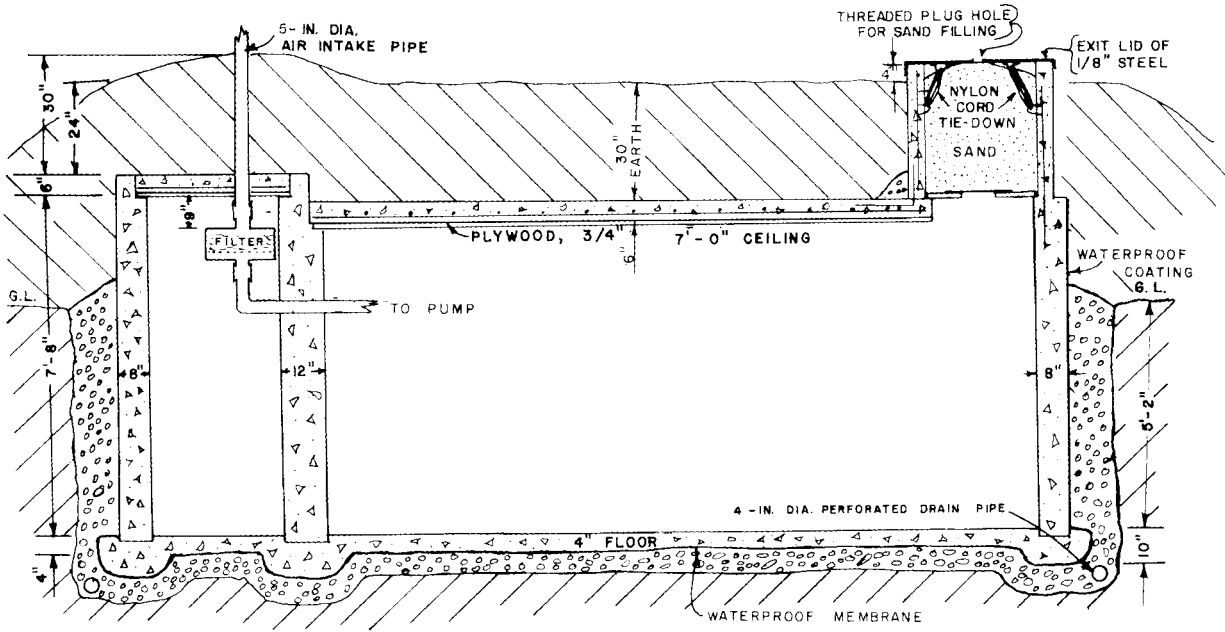 5-IN. DIA.
AIR INTAKE PIPE
THREADED PLUG HOLE
FOR SAND FILLING
EXIT LID OF
1/8" STEEL
4"
30"
24"
NYLON
CORD
TIE-DOWN
SAND
30"
EARTH
6"
9"
FILTER
PLYWOOD, 3/4"
7'-0" CEILING
6"
WATERPROOF
COATING
G.L.
G.L.
TO PUMP
7'-8"
8"
12"
8"
5'-2"
4-IN. DIA. PERFORATED DRAIN PIPE
4" FLOOR
4"
10"
WATERPROOF MEMBRANE